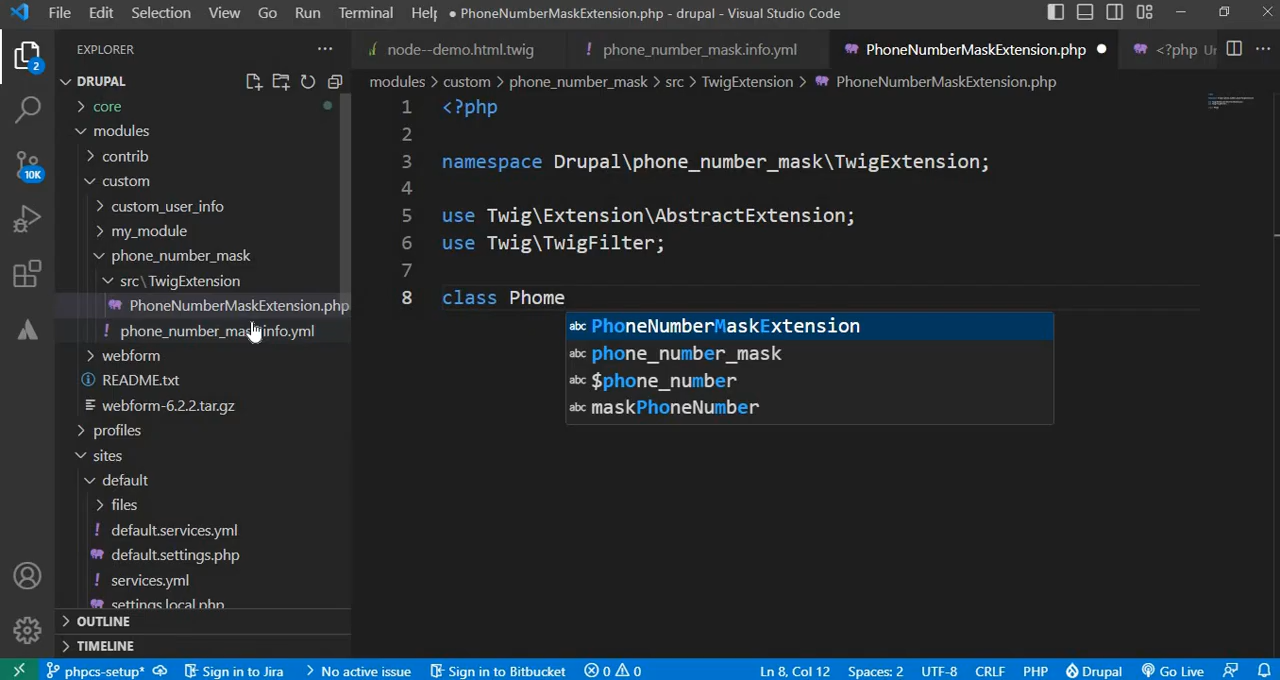 File Edit Selection View Go Run Terminal Help ● PhoneNumberMaskExtension.php - drupal - Visual Studio Code
EXPLORER
node--demo.html.twig
! phone_number_mask.info.yml
PhoneNumberMaskExtension.php ●
<?php
DRUPAL
modules > custom > phone_number_mask > src > TwigExtension > PhoneNumberMaskExtension.php
core
modules
contrib
custom
custom_user_info
my_module
phone_number_mask
src\TwigExtension
PhoneNumberMaskExtension.php
! phone_number_mask.info.yml
webform
README.txt
webform-6.2.2.tar.gz
profiles
sites
default
files
! default.services.yml
default.settings.php
! services.yml
settings.local.php
OUTLINE
TIMELINE
2
10K
1 <?php
2
3 namespace Drupal\phone_number_mask\TwigExtension;
4
5 use Twig\Extension\AbstractExtension;
6 use Twig\TwigFilter;
7
8 class Phome
abc PhoneNumberMaskExtension
abc phone_number_mask
abc $phone_number
abc maskPhoneNumber
phpcs-setup* Sign in to Jira No active issue Sign in to Bitbucket 0 0 Ln 8, Col 12 Spaces: 2 UTF-8 CRLF PHP Drupal Go Live